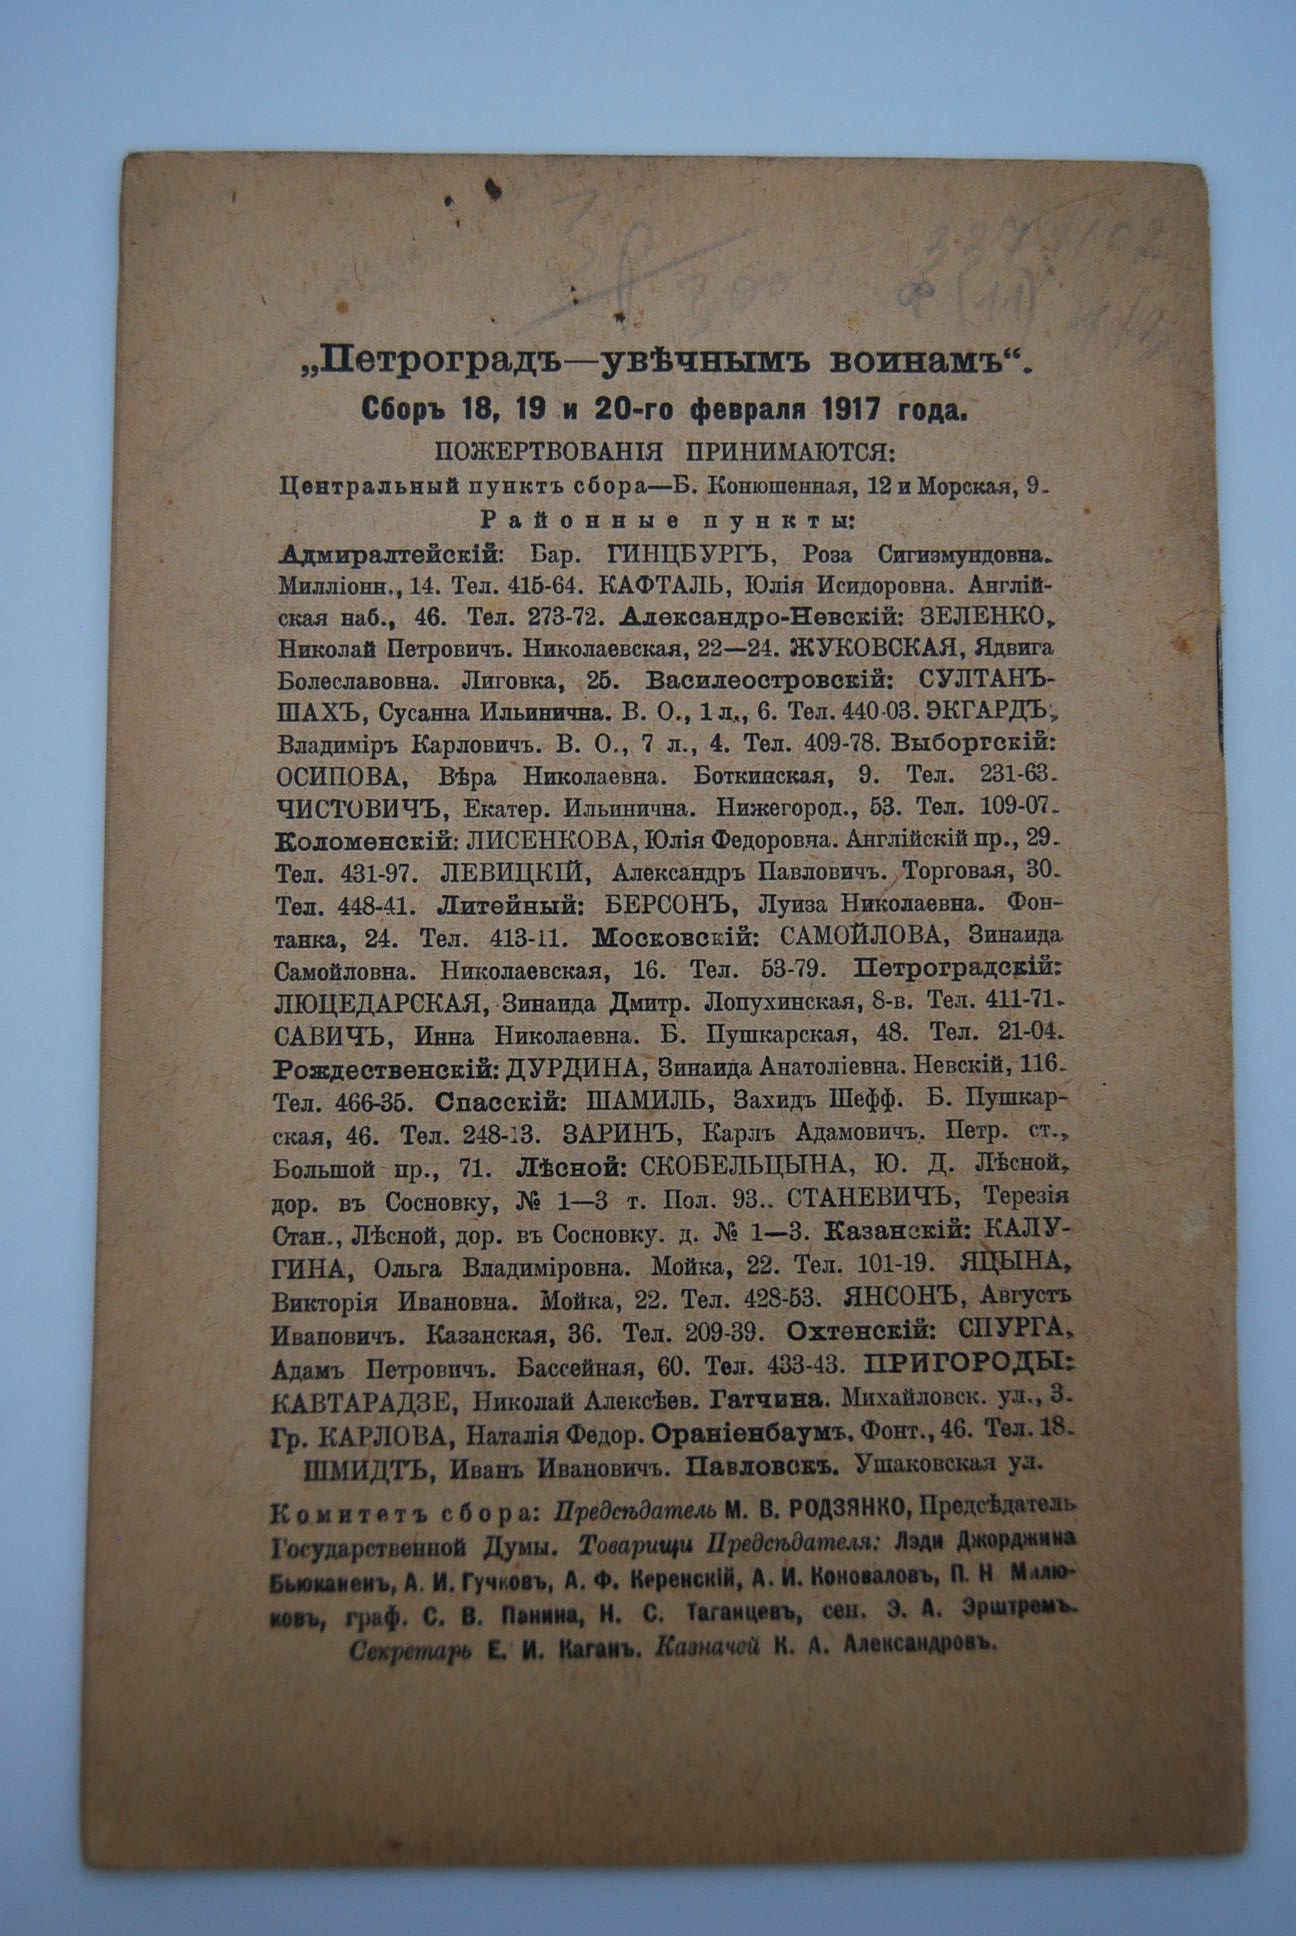 „Петроградъ—увѣчнымъ воинамъ“.
Сборъ 18, 19 и 20-го февраля 1917 года.
ПОЖЕРТВОВАНІЯ ПРИНИМАЮТСЯ:
Центральный пунктъ сбора—Б. Конюшенная, 12 и Морская, 9.
Районные пункты:
Адмиралтейскій: Бар. ГИНЦБУРГЪ, Роза Сигизмундовна.
Милліонн., 14. Тел. 415-64. КАФТАЛЬ, Юлія Исидоровна. Англій-
ская наб., 46. Тел. 273-72. Александро-Невскій: ЗЕЛЕНКО,
Николай Петровичъ. Николаевская, 22—24. ЖУКОВСКАЯ, Ядвига
Болеславовна. Лиговка, 25. Василеостровскій: СУЛТАНЪ-
ШАХЪ, Сусанна Ильинична. В. О., 1 л., 6. Тел. 440-03. ЭКГАРДЪ,
Владиміръ Карловичъ. В. О., 7 л., 4. Тел. 409-78. Выборгскій:
ОСИПОВА, Вѣра Николаевна. Боткинская, 9. Тел. 231-63.
ЧИСТОВИЧЪ, Екатер. Ильинична. Нижегород., 53. Тел. 109-07.
Коломенскій: ЛИСЕНКОВА, Юлія Федоровна. Англійскій пр., 29.
Тел. 431-97. ЛЕВИЦКІЙ, Александръ Павловичъ. Торговая, 30.
Тел. 448-41. Литейный: БЕРСОНЪ, Луиза Николаевна. Фон-
танка, 24. Тел. 413-11. Московскій: САМОЙЛОВА, Зинаида
Самойловна. Николаевская, 16. Тел. 53-79. Петроградскій:
ЛЮЦЕДАРСКАЯ, Зинаида Дмитр. Лопухинская, 8-в. Тел. 411-71.
САВИЧЪ, Инна Николаевна. Б. Пушкарская, 48. Тел. 21-04.
Рождественскій: ДУРДИНА, Зинаида Анатоліевна. Невскій, 116.
Тел. 466-35. Спасскій: ШАМИЛЬ, Захидъ Шефф. Б. Пушкар-
ская, 46. Тел. 248-13. ЗАРИНЪ, Карлъ Адамовичъ. Петр. ст.,
Большой пр., 71. Лѣсной: СКОБЕЛЬЦЫНА, Ю. Д. Лѣсной,
дор. въ Сосновку, № 1—3 т. Пол. 93.. СТАНЕВИЧЪ, Терезія
Стан., Лѣсной, дор. въ Сосновку. д. № 1—3. Казанскій: КАЛУ-
ГИНА, Ольга Владиміровна. Мойка, 22. Тел. 101-19. ЯЦЫНА,
Викторія Ивановна. Мойка, 22. Тел. 428-53. ЯНСОНЪ, Августъ
Ивановичъ. Казанская, 36. Тел. 209-39. Охтенскій: СПУРГА,
Адамъ Петровичъ. Бассейная, 60. Тел. 433-43. ПРИГОРОДЫ:
КАВТАРАДЗЕ, Николай Алексѣев. Гатчина. Михайловск. ул., 3.
Гр. КАРЛОВА, Наталія Федор. Ораніенбаумъ. Фонт., 46. Тел. 18.
ШМИДТЪ, Иванъ Ивановичъ. Павловскъ. Ушаковская ул.
Комитетъ сбора: Предсѣдатель М. В. РОДЗЯНКО, Предсѣдатель
Государственной Думы. Товарищи Предсѣдателя: Лэди Джорджина
Бьюканенъ, А. И. Гучковъ, А. Ф. Керенскій, А. И. Коноваловъ, П. Н Милю-
ковъ, граф. С. В. Панина, Н. С. Таганцевъ, сен. Э. А. Эрштремъ.
Секретарь Е. И. Каганъ. Казначей К. А. Александровъ.